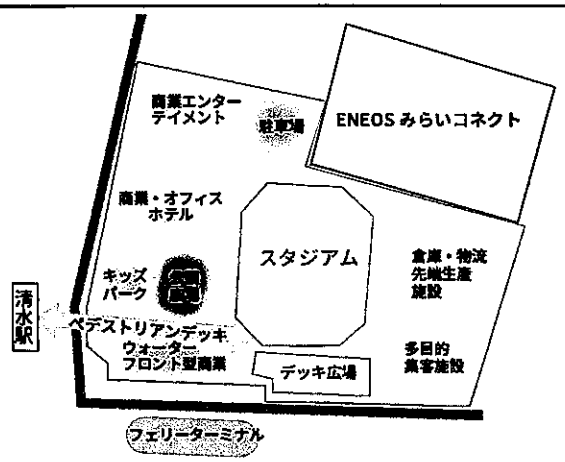 商業エンター
テイメント
駐車場
ENEOS みらいコネクト
商業・オフィス
ホテル
スタジアム
倉庫・物流
先端生産
施設
キッズ
パーク
広場
清水駅
ペデストリアンデッキ
ウォーター
フロント型商業
デッキ広場
多目的
集客施設
フェリーターミナル